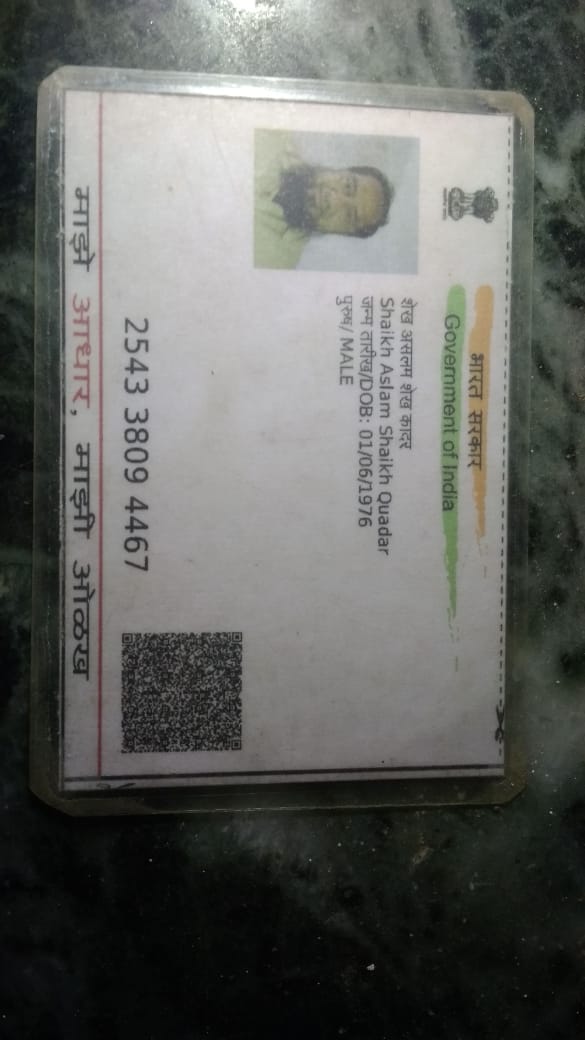 भारत सरकार
Government of India
शेख असलम शेख कादर
Shaikh Aslam Shaikh Quadar
जन्म तारीख/DOB: 01/06/1976
पुरुष/ MALE
2543 3809 4467
माझे आधार, माझी ओळख